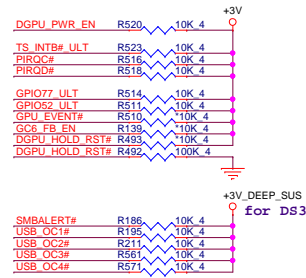 +3V
DGPU_PWR_EN R520 10K_4
TS_INTB#_ULT R523 10K_4
PIRQC# R516 10K_4
PIRQD# R518 10K_4
GPIO77_ULT R514 10K_4
GPIO52_ULT R511 10K_4
GPU_EVENT# R510 *10K_4
GC6_FB_EN R139 *10K_4
DGPU_HOLD_RST# R493 *10K_4
DGPU_HOLD_RST# R492 100K_4
+3V_DEEP_SUS
for DS3
SMBALERT# R186 10K_4
USB_OC1# R195 10K_4
USB_OC2# R211 10K_4
USB_OC3# R561 10K_4
USB_OC4# R571 10K_4